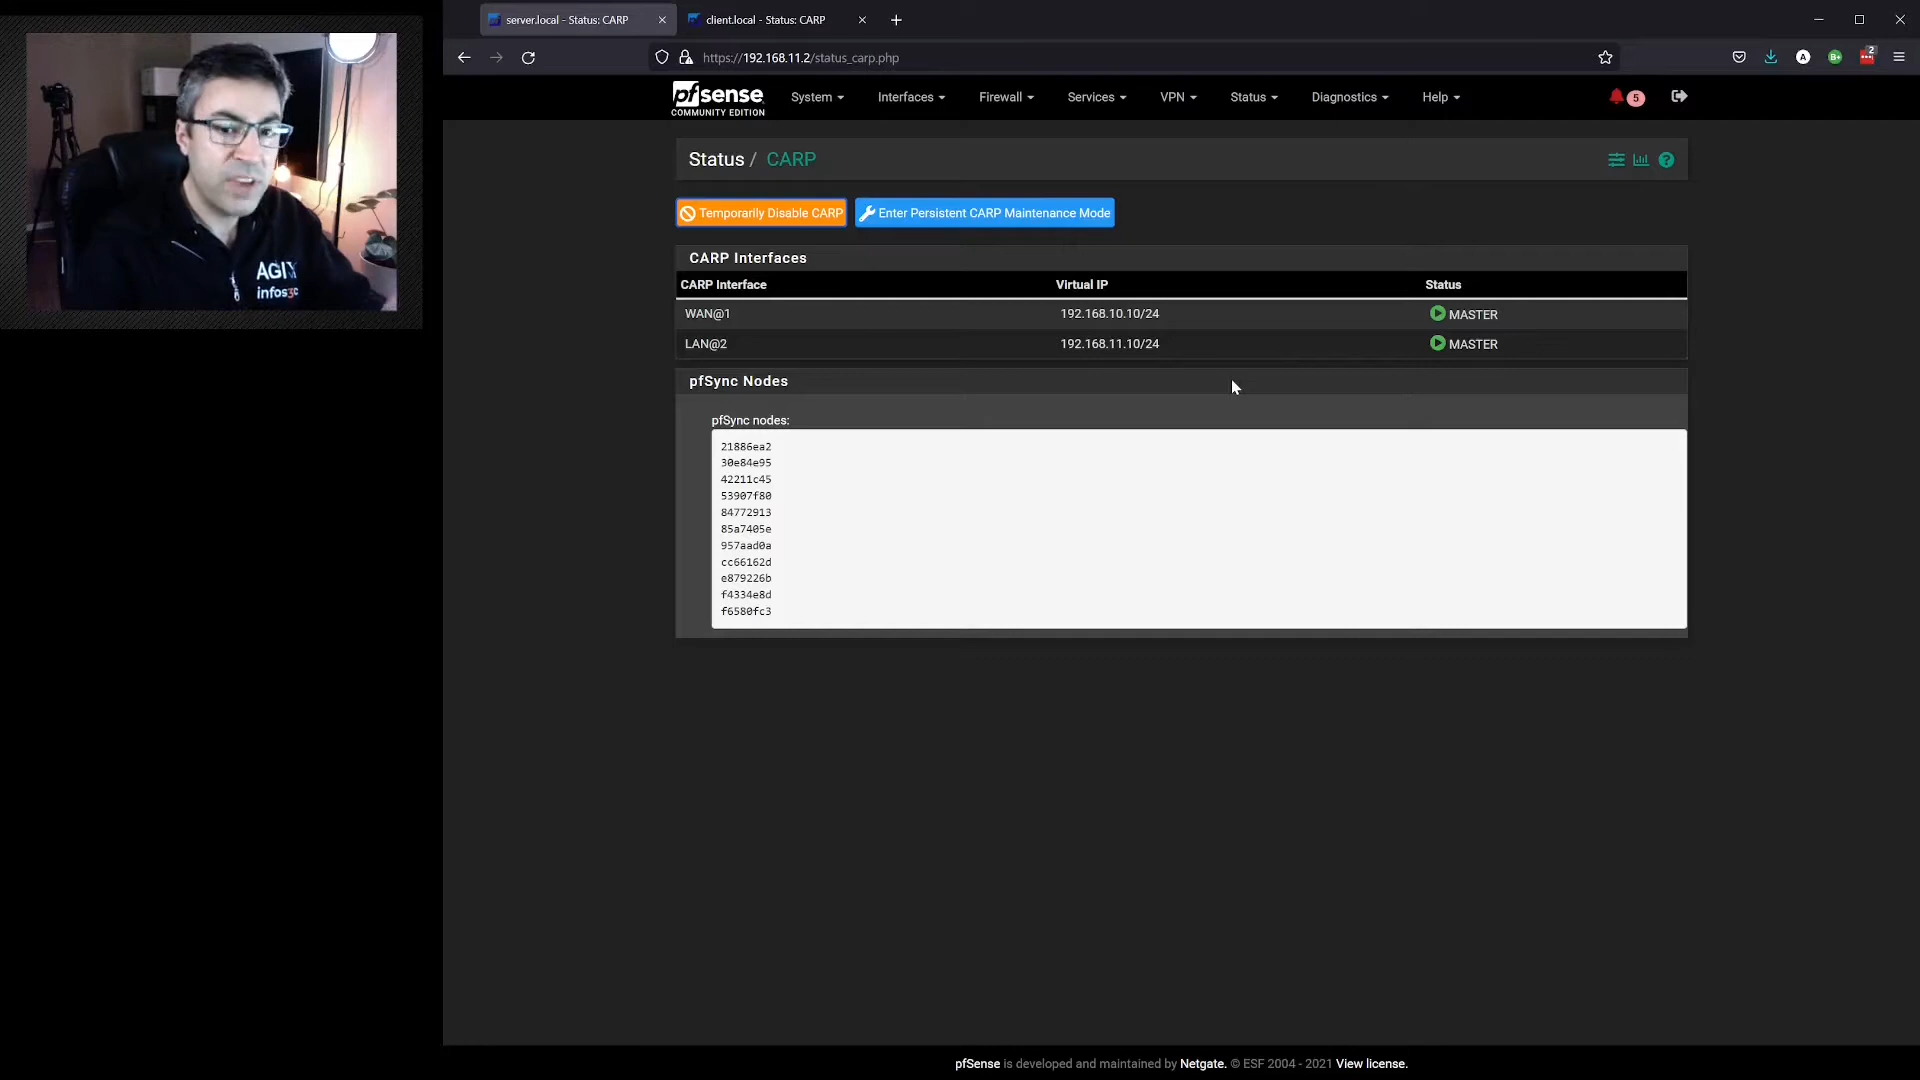 server.local - Status: CARP
client.local - Status: CARP
https://192.168.11.2/status_carp.php
2
pfsense
COMMUNITY EDITION
System
Interfaces
Firewall
Services
VPN
Status
Diagnostics
Help
5
Status / CARP
Temporarily Disable CARP
Enter Persistent CARP Maintenance Mode
CARP Interfaces
CARP Interface Virtual IP Status
WAN@1 192.168.10.10/24 MASTER
LAN@2 192.168.11.10/24 MASTER
pfSync Nodes
pfSync nodes:
21886ea2
30e84e95
42211c45
53907f80
84772913
85a7405e
957aad0a
cc66162d
e879226b
f4334e8d
f6580fc3
pfSense is developed and maintained by Netgate. © ESF 2004 - 2021 View license.
AGIX
infos3c